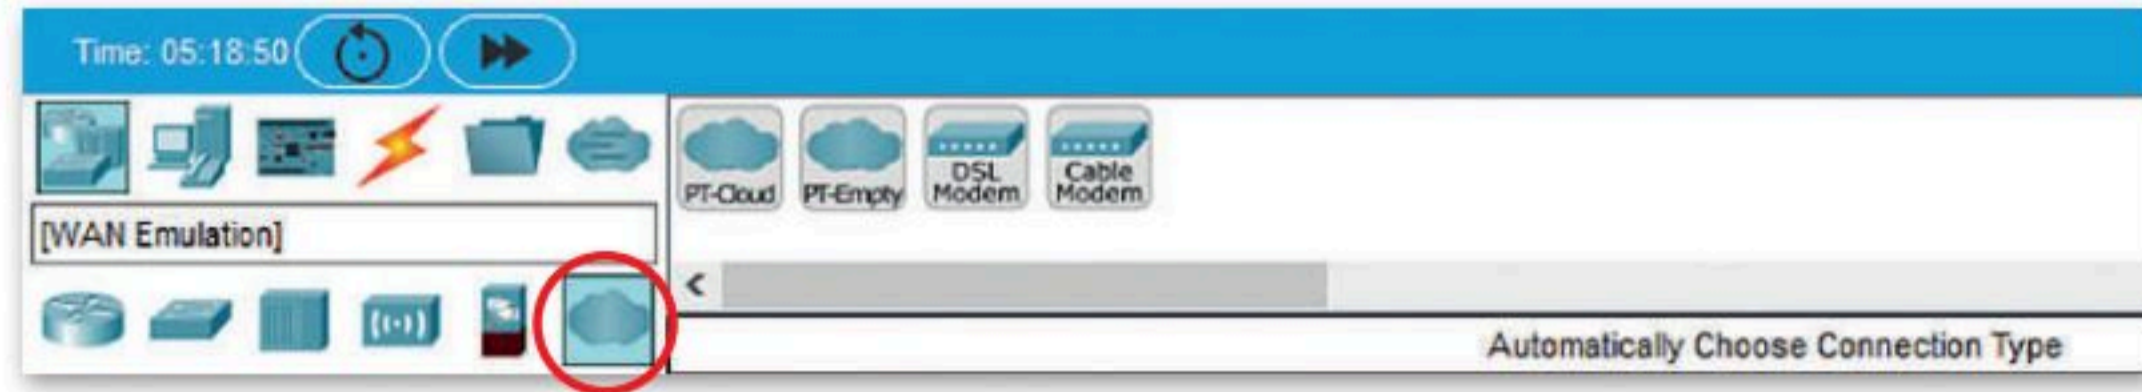 Time: 05:18:50
PT-Cloud
PT-Empty
DSL
Modem
Cable
Modem
[WAN Emulation]
Automatically Choose Connection Type